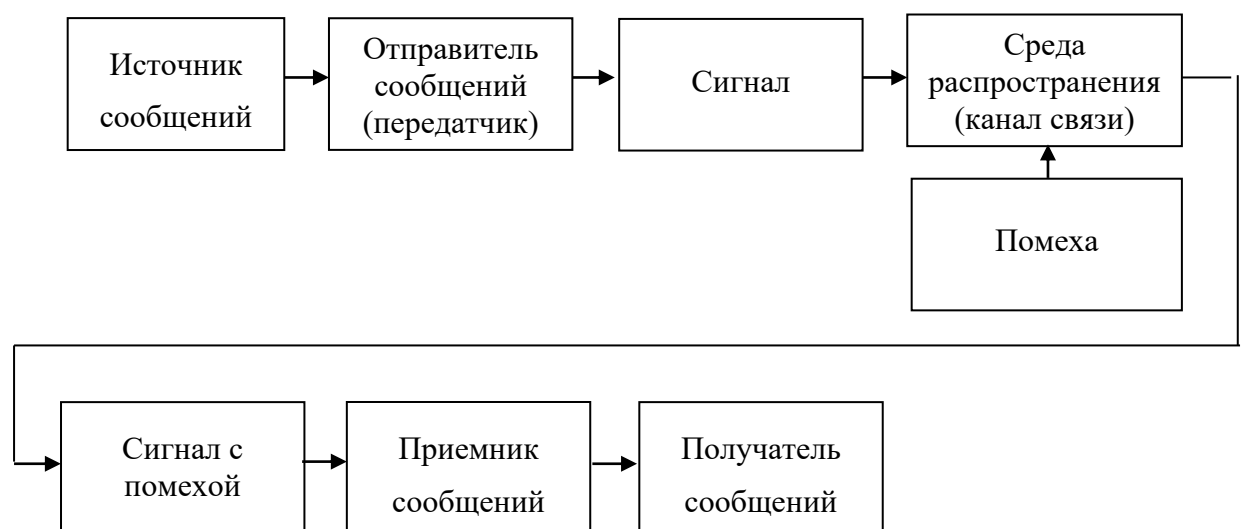 Источник
сообщений
Отправитель
сообщений
(передатчик)
Сигнал
Среда
распространения
(канал связи)
Помеха
Сигнал с
помехой
Приемник
сообщений
Получатель
сообщений